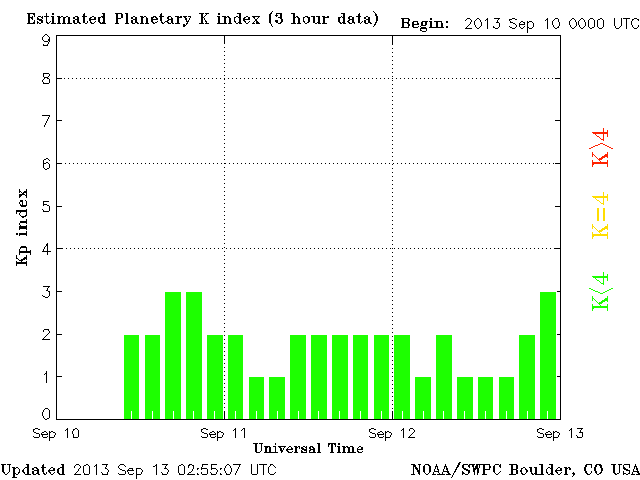 Estimated Planetary K index (3 hour data) Begin: 2013 Sep 10 0000 UTC
9
8
7
6
5
4
3
2
1
0
Kp index
K>4
K=4
K<4
Sep 10 Sep 11 Sep 12 Sep 13
Universal Time
Updated 2013 Sep 13 02:55:07 UTC NOAA/SWPC Boulder, CO USA